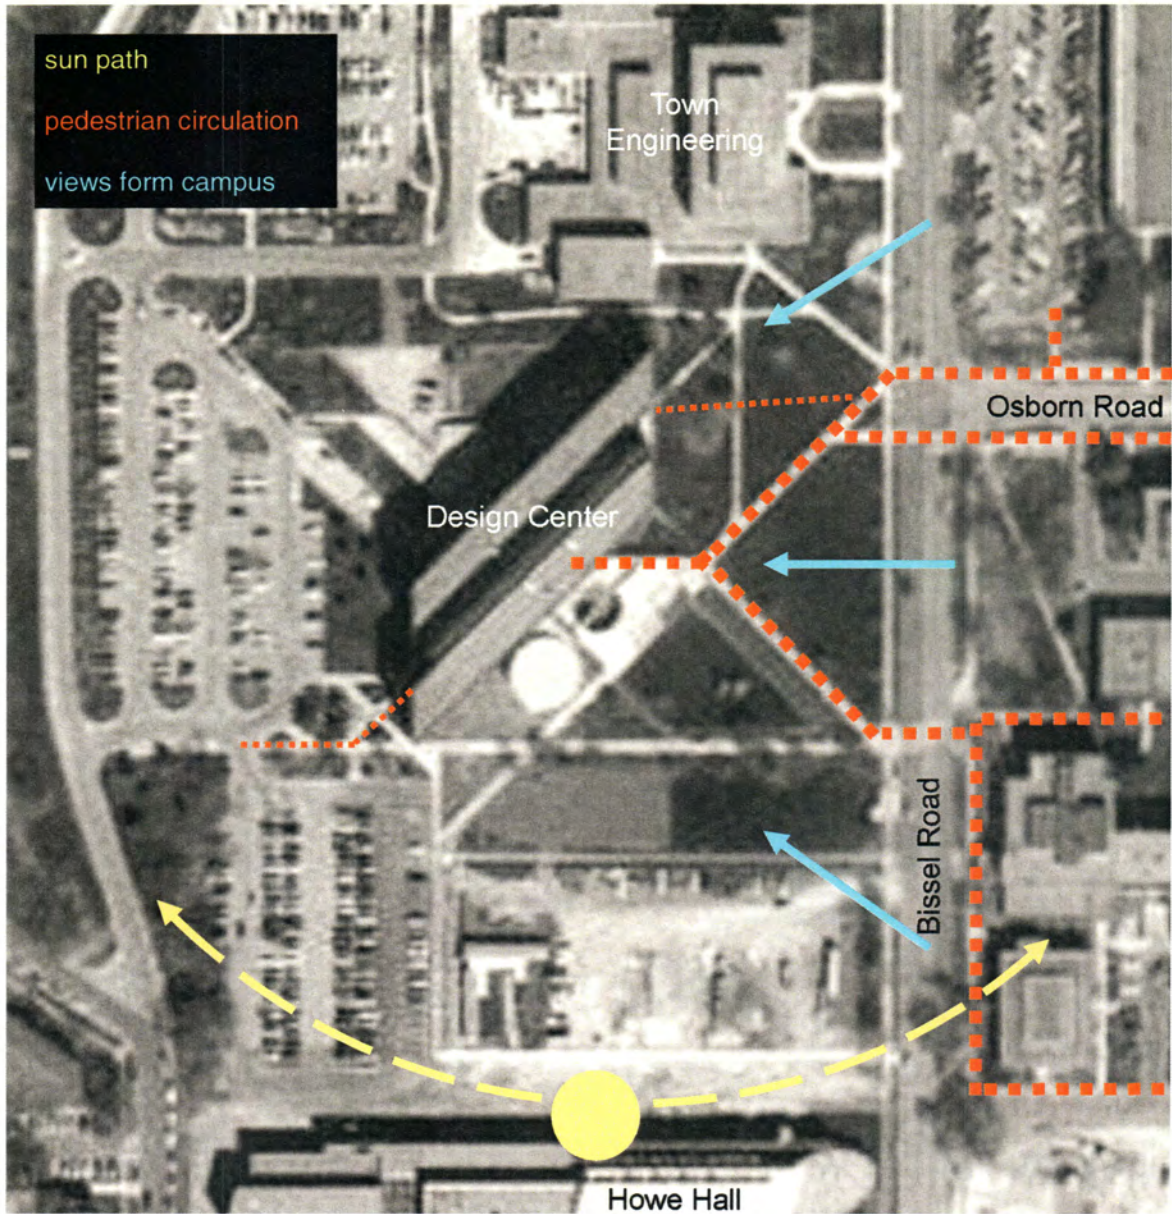 sun path
pedestrian circulation
views form campus
Town
Engineering
Osborn Road
Design Center
Bissel Road
Howe Hall